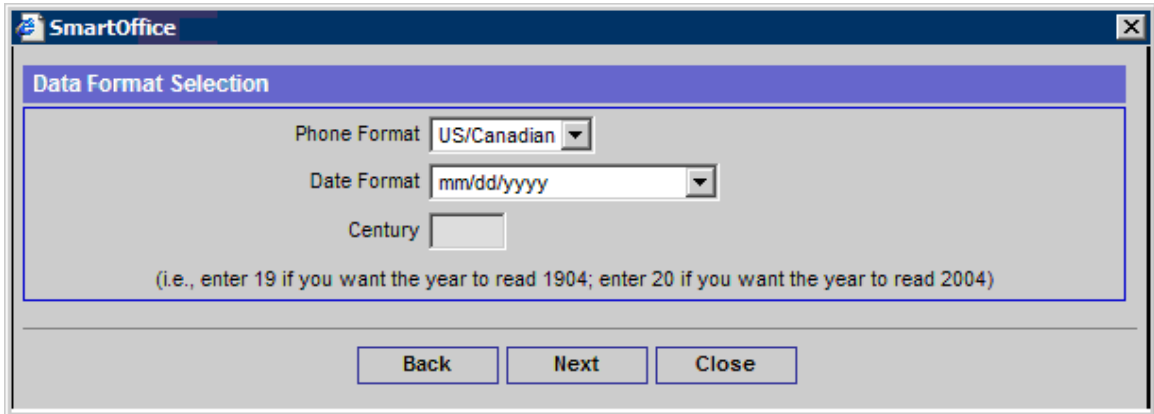 SmartOffice
Data Format Selection
Phone Format US/Canadian
Date Format mm/dd/yyyy
Century
(i.e., enter 19 if you want the year to read 1904; enter 20 if you want the year to read 2004)
Back Next Close